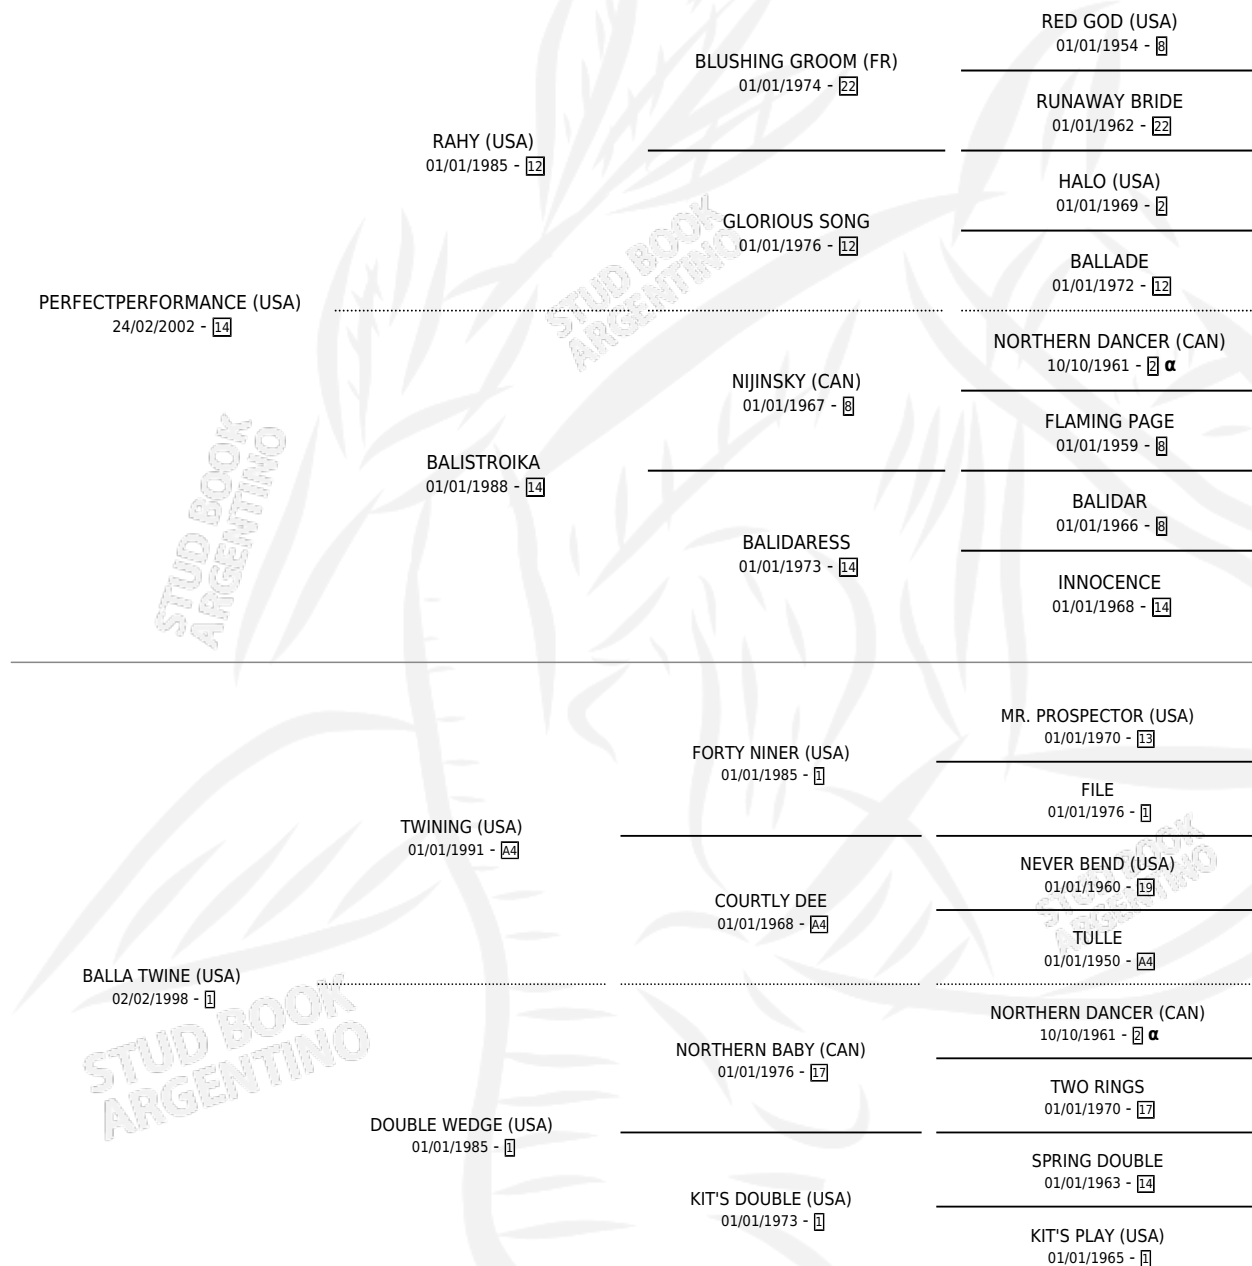 RED GOD (USA)
01/01/1954 - 8
BLUSHING GROOM (FR)
01/01/1974 - 22
RUNAWAY BRIDE
01/01/1962 - 22
RAHY (USA)
01/01/1985 - 12
HALO (USA)
01/01/1969 - 2
GLORIOUS SONG
01/01/1976 - 12
BALLADE
01/01/1972 - 12
PERFECTPERFORMANCE (USA)
24/02/2002 - 14
NORTHERN DANCER (CAN)
10/10/1961 - 2 α
NIJINSKY (CAN)
01/01/1967 - 8
FLAMING PAGE
01/01/1959 - 8
BALISTROIKA
01/01/1988 - 14
BALIDAR
01/01/1966 - 8
BALIDARESS
01/01/1973 - 14
INNOCENCE
01/01/1968 - 14
STUD BOOK
ARGENTINO
STUD BOOK
ARGENTINO
MR. PROSPECTOR (USA)
01/01/1970 - 13
FORTY NINER (USA)
01/01/1985 - 1
FILE
01/01/1976 - 1
TWINING (USA)
01/01/1991 - A4
NEVER BEND (USA)
01/01/1960 - 19
COURTLY DEE
01/01/1968 - A4
TULLE
01/01/1950 - A4
BALLA TWINE (USA)
02/02/1998 - 1
NORTHERN DANCER (CAN)
10/10/1961 - 2 α
NORTHERN BABY (CAN)
01/01/1976 - 17
TWO RINGS
01/01/1970 - 17
DOUBLE WEDGE (USA)
01/01/1985 - 1
SPRING DOUBLE
01/01/1963 - 14
KIT'S DOUBLE (USA)
01/01/1973 - 1
KIT'S PLAY (USA)
01/01/1965 - 1
STUD BOOK
ARGENTINO
STUD BOOK
ARGENTINO